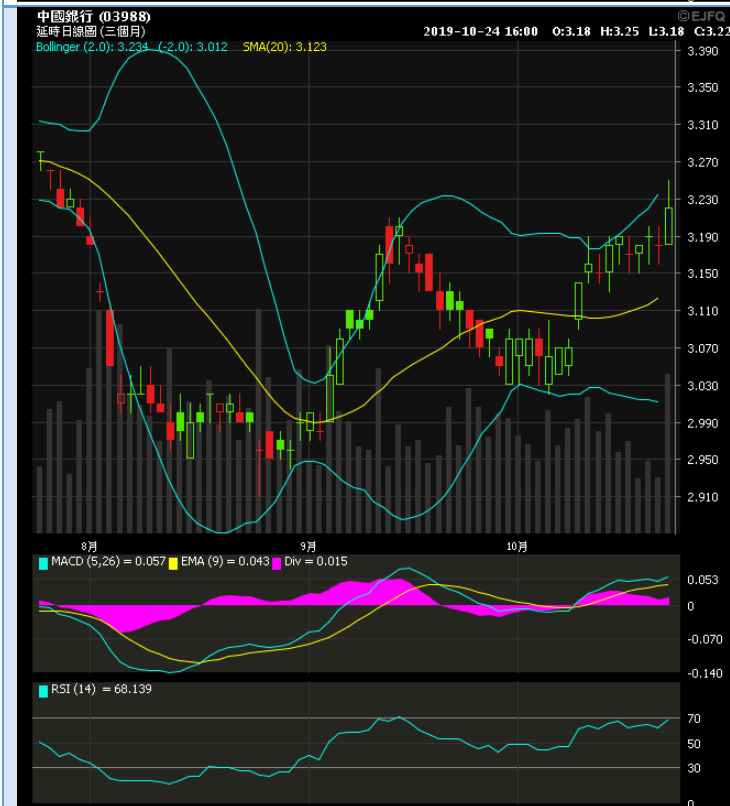 中國銀行 (03988)
©EJFQ
延時日線圖 (三個月)
2019-10-24 16:00 O:3.18 H:3.25 L:3.18 C:3.22
Bollinger (2.0): 3.234 (-2.0): 3.012 SMA(20): 3.123
3.390
3.350
3.310
3.270
3.230
3.190
3.150
3.110
3.070
3.030
2.990
2.950
2.910
8月 9月 10月
MACD (5,26) = 0.057 EMA (9) = 0.043 Div = 0.015
0.053
0
-0.070
-0.140
RSI (14) = 68.139
70
50
30
0